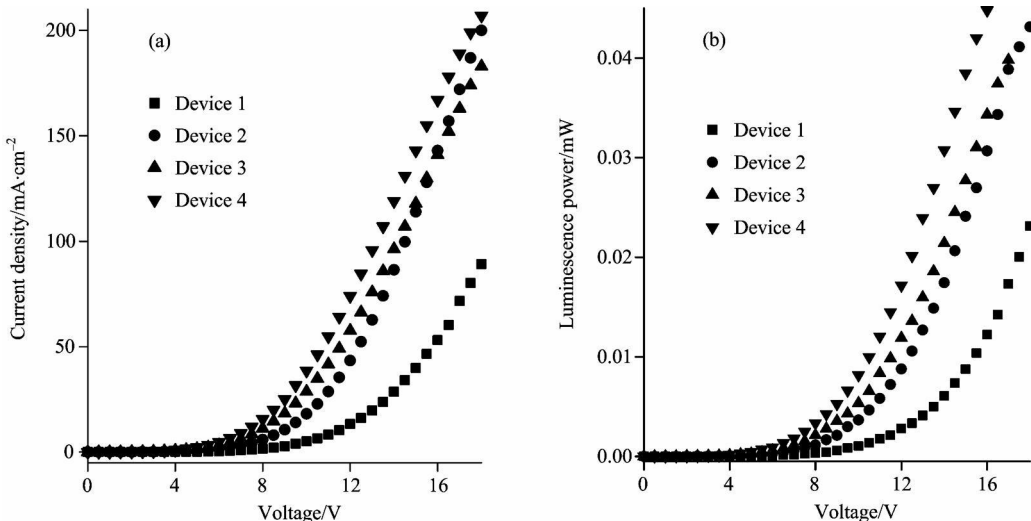 (a)
Device 1
Device 2
Device 3
Device 4
200
150
100
50
0
Current density/mA·cm−2
0 4 8 12 16
Voltage/V
(b)
Device 1
Device 2
Device 3
Device 4
0.04
0.03
0.02
0.01
0.00
Luminescence power/mW
0 4 8 12 16
Voltage/V